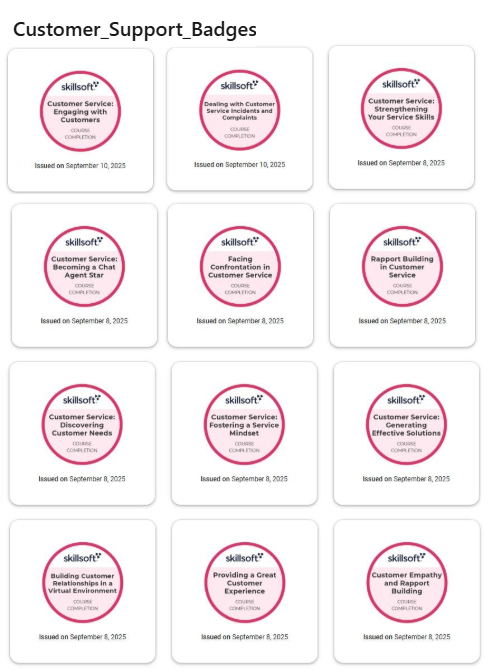 Customer_Support_Badges
skillsoft
Customer Service:
Engaging with
Customers
COURSE
COMPLETION
Issued on September 10, 2025
skillsoft
Dealing with Customer
Service Incidents and
Complaints
COURSE
COMPLETION
Issued on September 10, 2025
skillsoft
Customer Service:
Strengthening
Your Service Skills
COURSE
COMPLETION
Issued on September 8, 2025
skillsoft
Customer Service:
Becoming a Chat
Agent Star
COURSE
COMPLETION
Issued on September 8, 2025
skillsoft
Facing
Confrontation in
Customer Service
COURSE
COMPLETION
Issued on September 8, 2025
skillsoft
Rapport Building
in Customer
Service
COURSE
COMPLETION
Issued on September 8, 2025
skillsoft
Customer Service:
Discovering
Customer Needs
COURSE
COMPLETION
Issued on September 8, 2025
skillsoft
Customer Service:
Fostering a Service
Mindset
COURSE
COMPLETION
Issued on September 8, 2025
skillsoft
Customer Service:
Generating
Effective Solutions
COURSE
COMPLETION
Issued on September 8, 2025
skillsoft
Building Customer
Relationships in a
Virtual Environment
COURSE
COMPLETION
Issued on September 8, 2025
skillsoft
Providing a Great
Customer
Experience
COURSE
COMPLETION
Issued on September 8, 2025
skillsoft
Customer Empathy
and Rapport
Building
COURSE
COMPLETION
Issued on September 8, 2025